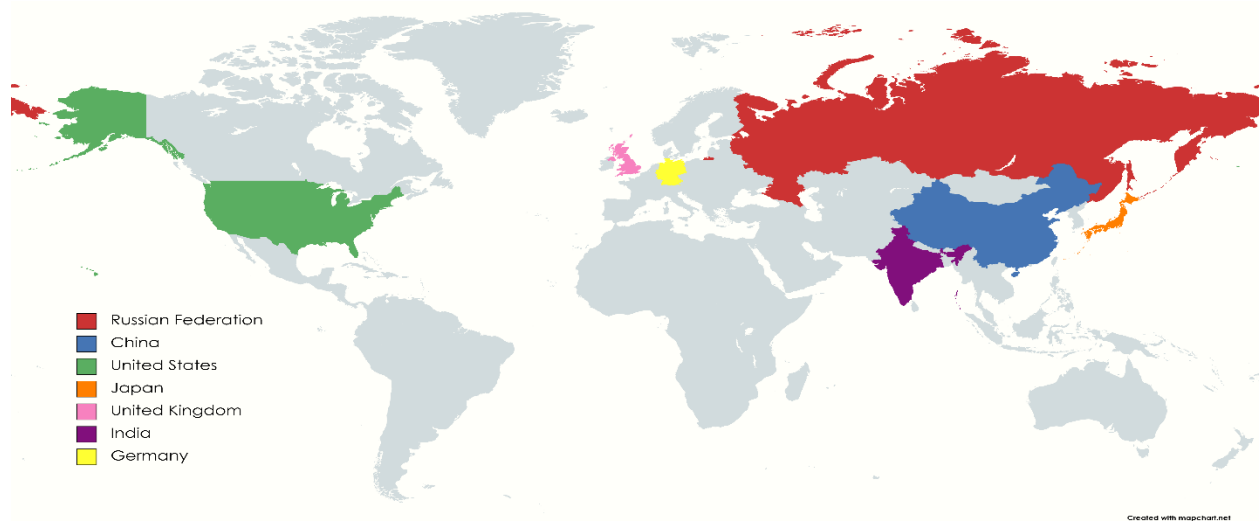 Russian Federation
China
United States
Japan
United Kingdom
India
Germany
Created with mapchart.net